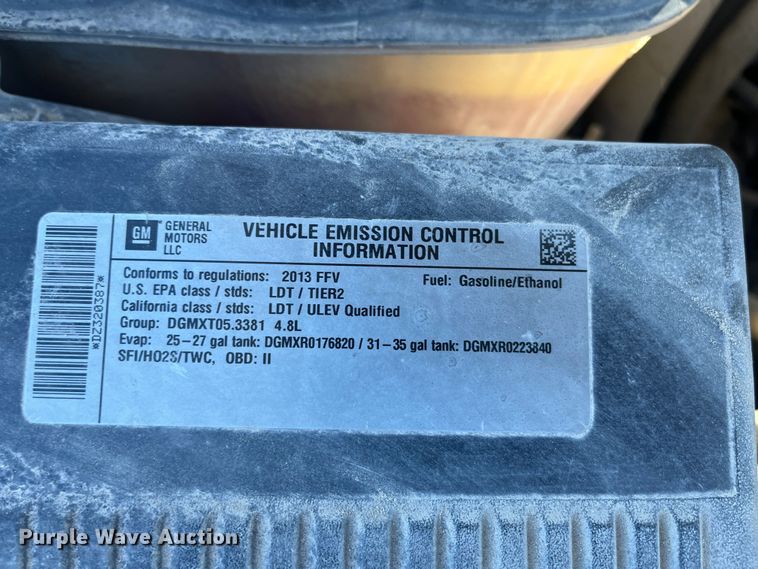 GM
GENERAL
MOTORS
LLC
VEHICLE EMISSION CONTROL
INFORMATION
Conforms to regulations: 2013 FFV Fuel: Gasoline/Ethanol
U.S. EPA class / stds: LDT / TIER2
California class / stds: LDT / ULEV Qualified
Group: DGMXT05.3381 4.8L
Evap: 25-27 gal tank: DGMXR0176820 / 31-35 gal tank: DGMXR0223840
SFI/HO2S/TWC, OBD: II
*DZ320387*
Purple Wave Auction